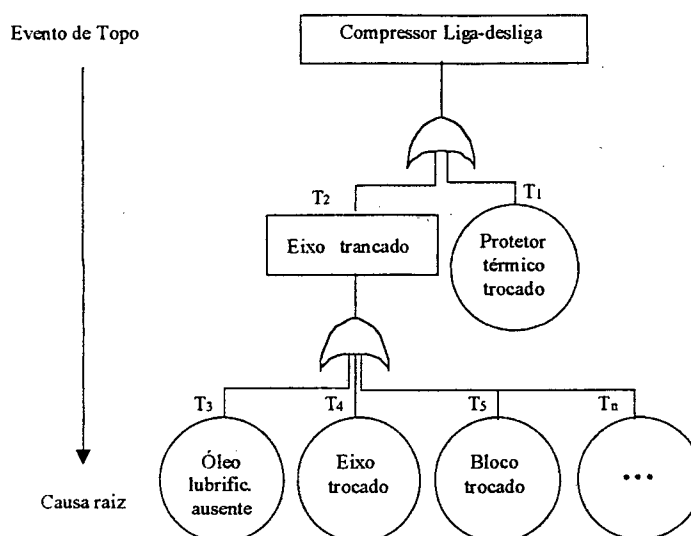 Evento de Topo
Compressor Liga-desliga
T2
T1
Eixo trancado
Protetor
térmico
trocado
T3
T4
T5
Tn
Óleo
lubrific.
ausente
Eixo
trocado
Bloco
trocado
...
Causa raiz